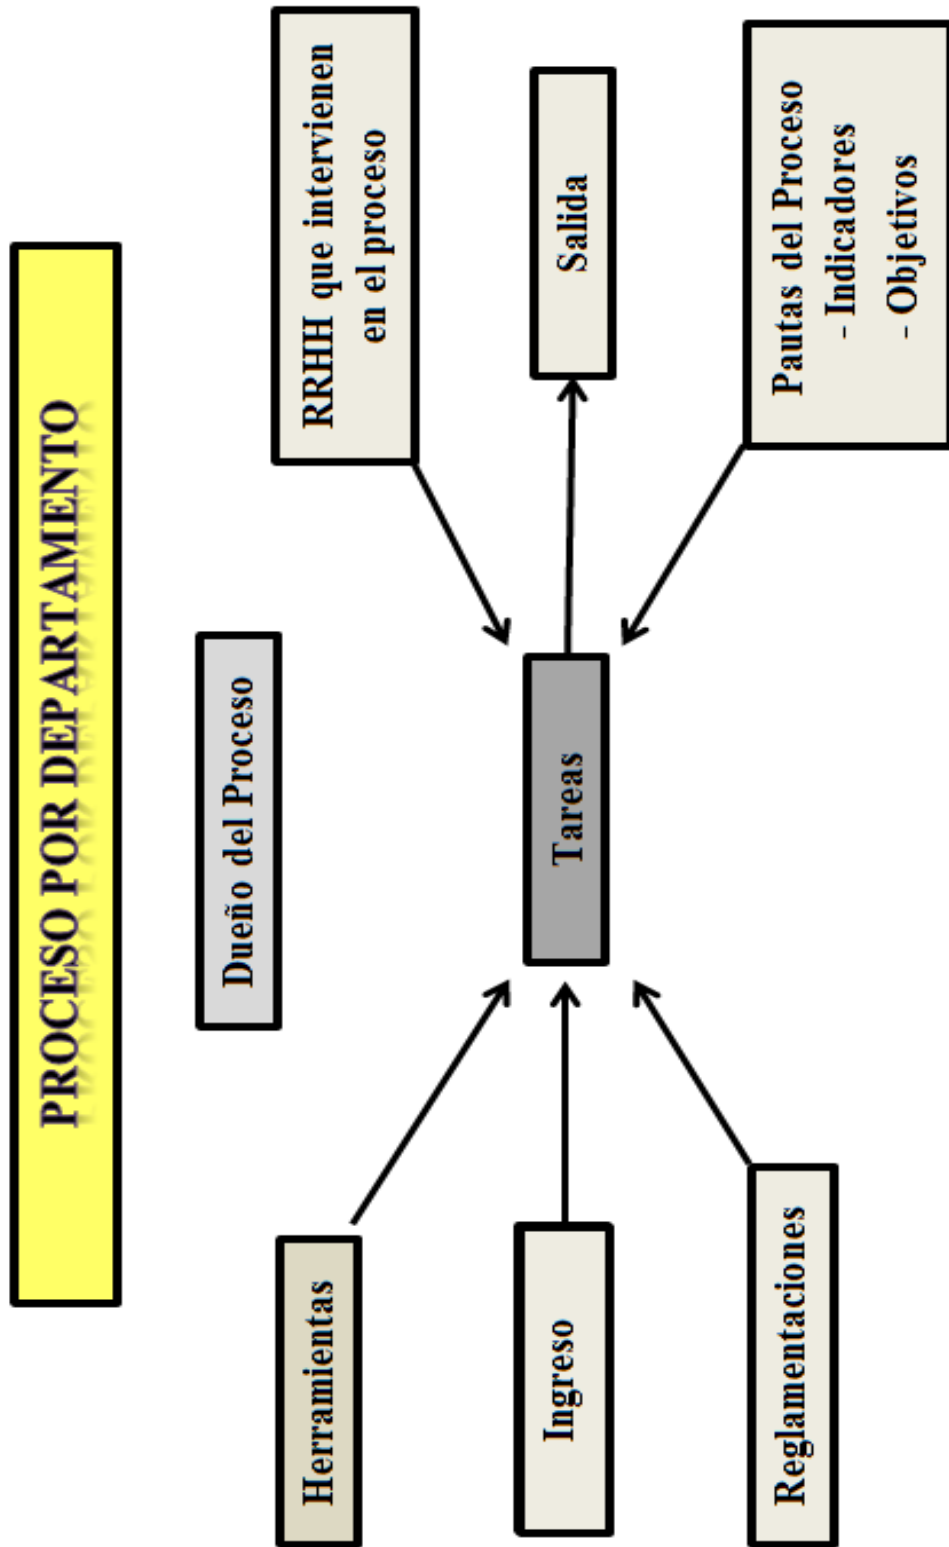 PROCESO POR DEPARTAMENTO
Dueño del Proceso
Herramientas
RRHH que intervienen
en el proceso
Ingreso
Tareas
Salida
Reglamentaciones
Pautas del Proceso
- Indicadores
- Objetivos